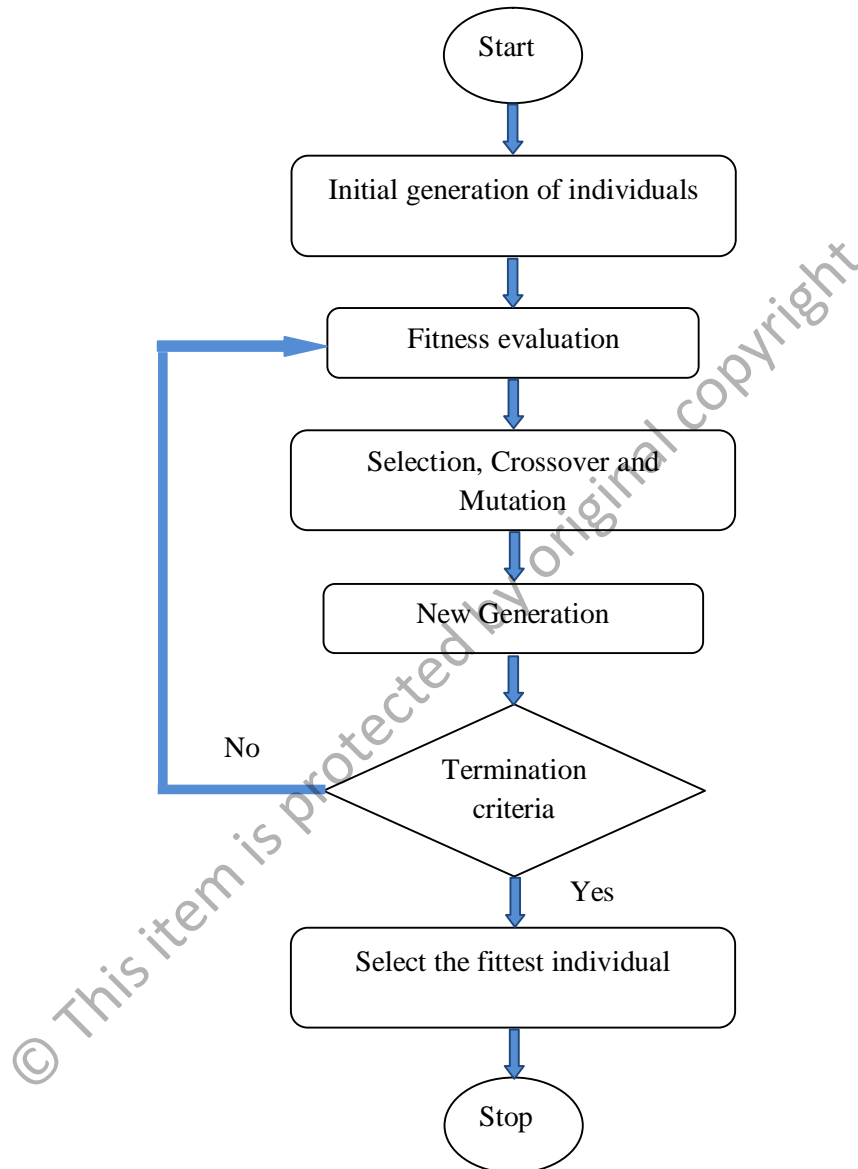 Start
Initial generation of individuals
Fitness evaluation
Selection, Crossover and
Mutation
New Generation
No
Termination
criteria
Yes
Select the fittest individual
Stop
© This item is protected by original copyright